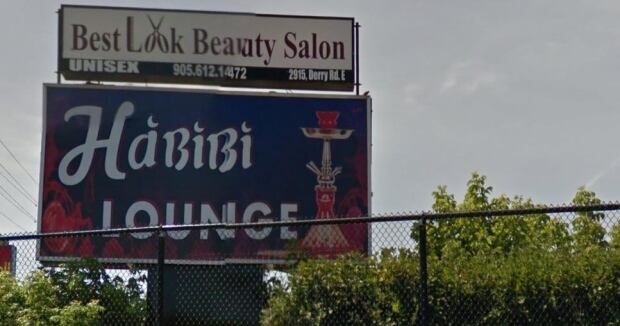 Best Look Beauty Salon
UNISEX 905.612.1472 2915, Derry Rd. E
Habibi
LOUNGE